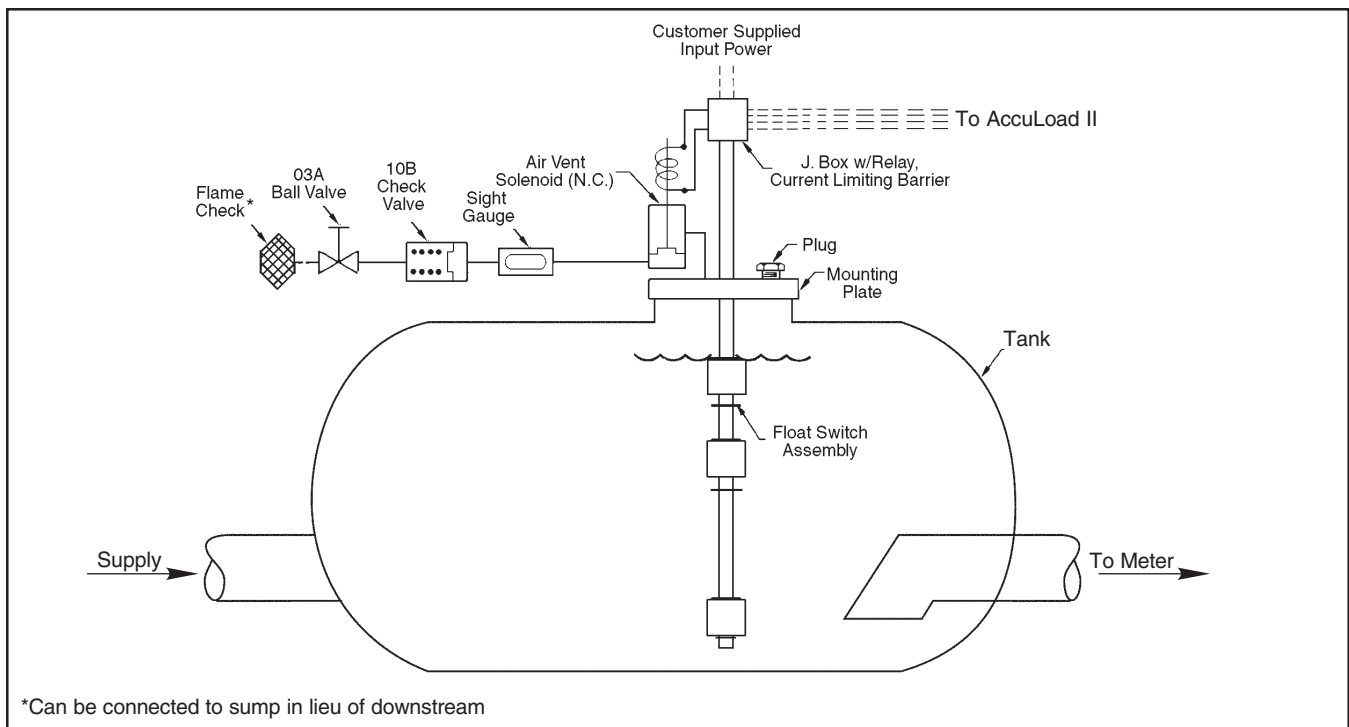 Customer Supplied
Input Power
To AccuLoad II
J. Box w/Relay,
Current Limiting Barrier
Air Vent
Solenoid (N.C.)
03A
Ball Valve
10B
Check
Valve
Sight
Gauge
Flame
Check*
Plug
Mounting
Plate
Tank
Float Switch
Assembly
Supply
To Meter
*Can be connected to sump in lieu of downstream